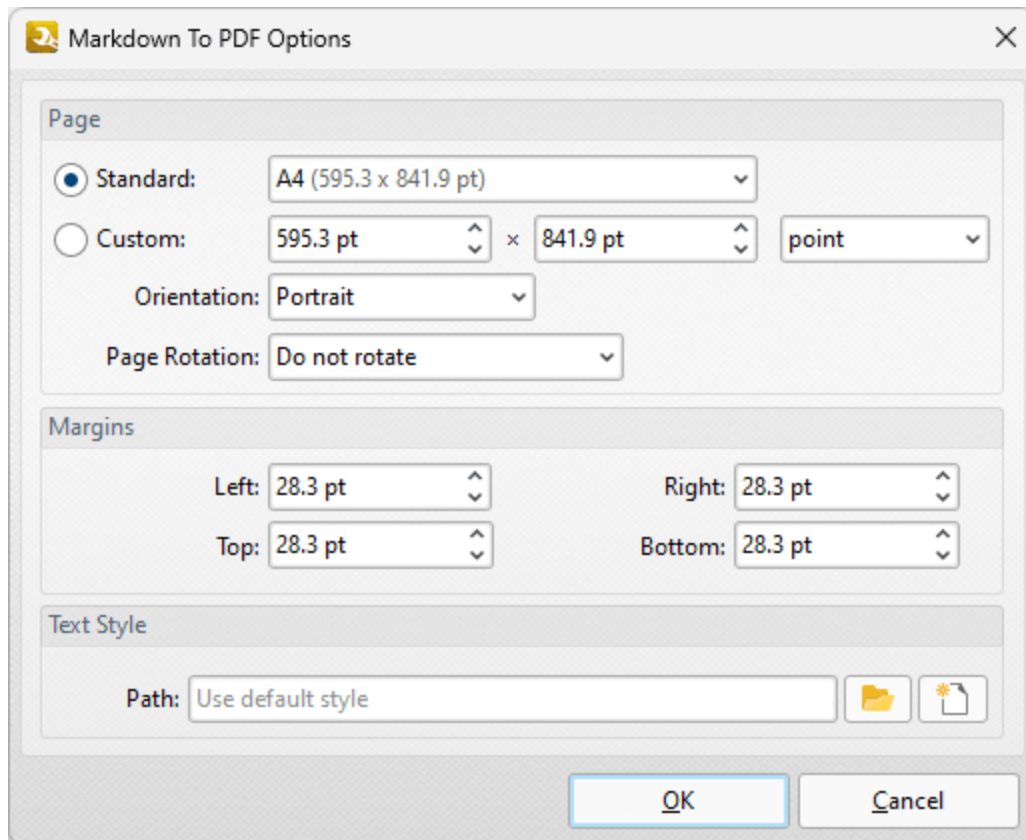 Markdown To PDF Options
Page
Standard: A4 (595.3 x 841.9 pt)
Custom: 595.3 pt × 841.9 pt point
Orientation: Portrait
Page Rotation: Do not rotate
Margins
Left: 28.3 pt Right: 28.3 pt
Top: 28.3 pt Bottom: 28.3 pt
Text Style
Path: Use default style
OK Cancel